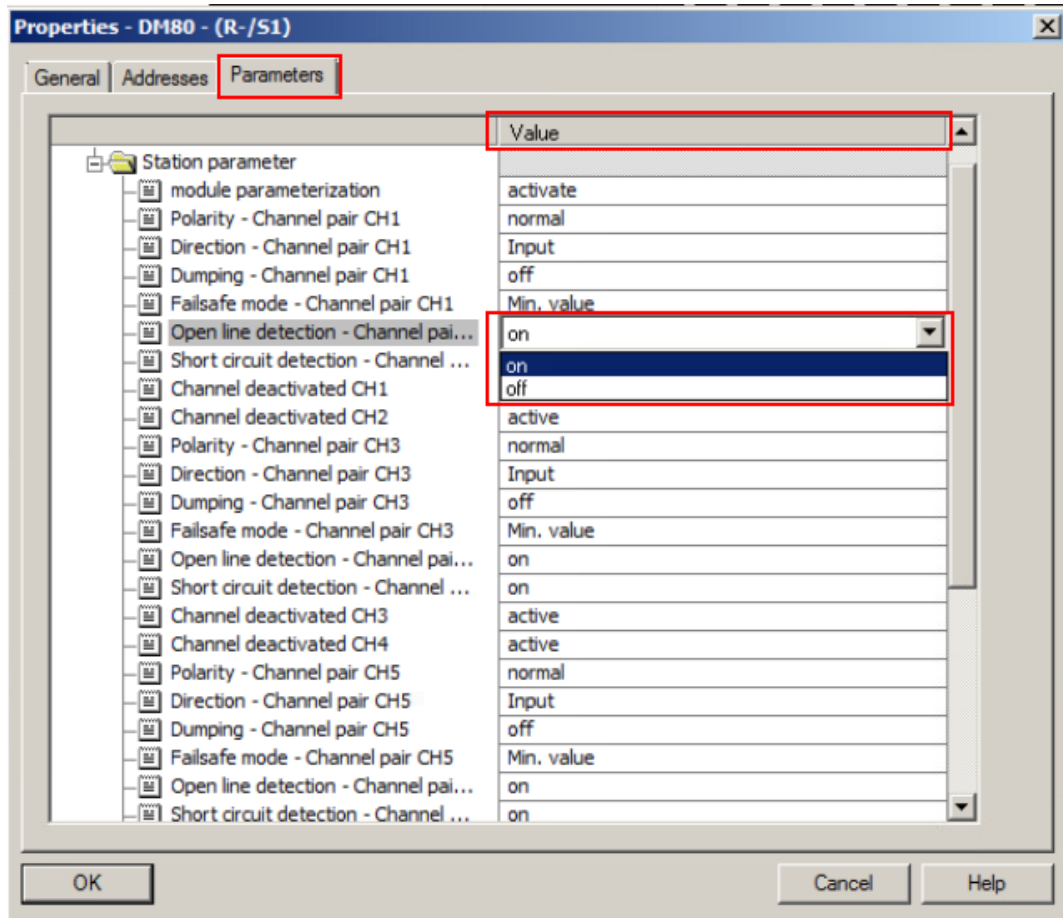 Properties - DM80 - (R-/S1)
General Addresses Parameters
Value
Station parameter
module parameterization activate
Polarity - Channel pair CH1 normal
Direction - Channel pair CH1 Input
Dumping - Channel pair CH1 off
Failsafe mode - Channel pair CH1 Min. value
Open line detection - Channel pai... on
Short circuit detection - Channel ... on
Channel deactivated CH1 off
Channel deactivated CH2 active
Polarity - Channel pair CH3 normal
Direction - Channel pair CH3 Input
Dumping - Channel pair CH3 off
Failsafe mode - Channel pair CH3 Min. value
Open line detection - Channel pai... on
Short circuit detection - Channel ... on
Channel deactivated CH3 active
Channel deactivated CH4 active
Polarity - Channel pair CH5 normal
Direction - Channel pair CH5 Input
Dumping - Channel pair CH5 off
Failsafe mode - Channel pair CH5 Min. value
Open line detection - Channel pai... on
Short circuit detection - Channel ... on
OK Cancel Help